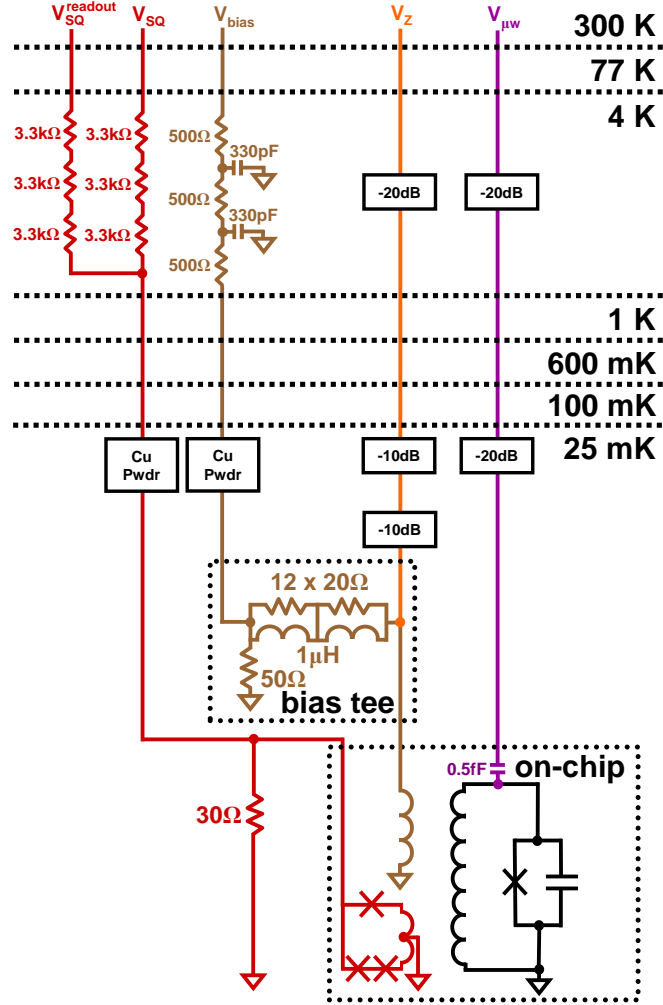 V_SQ^readout V_SQ V_bias V_Z V_μw 300 K
77 K
4 K
3.3kΩ 3.3kΩ 500Ω 330pF
-20dB -20dB
3.3kΩ 3.3kΩ 500Ω 330pF
3.3kΩ 3.3kΩ 500Ω
1 K
600 mK
100 mK
25 mK
Cu Pwdr
Cu Pwdr
-10dB -20dB
-10dB
12 x 20Ω
1μH
50Ω
bias tee
0.5fF on-chip
30Ω